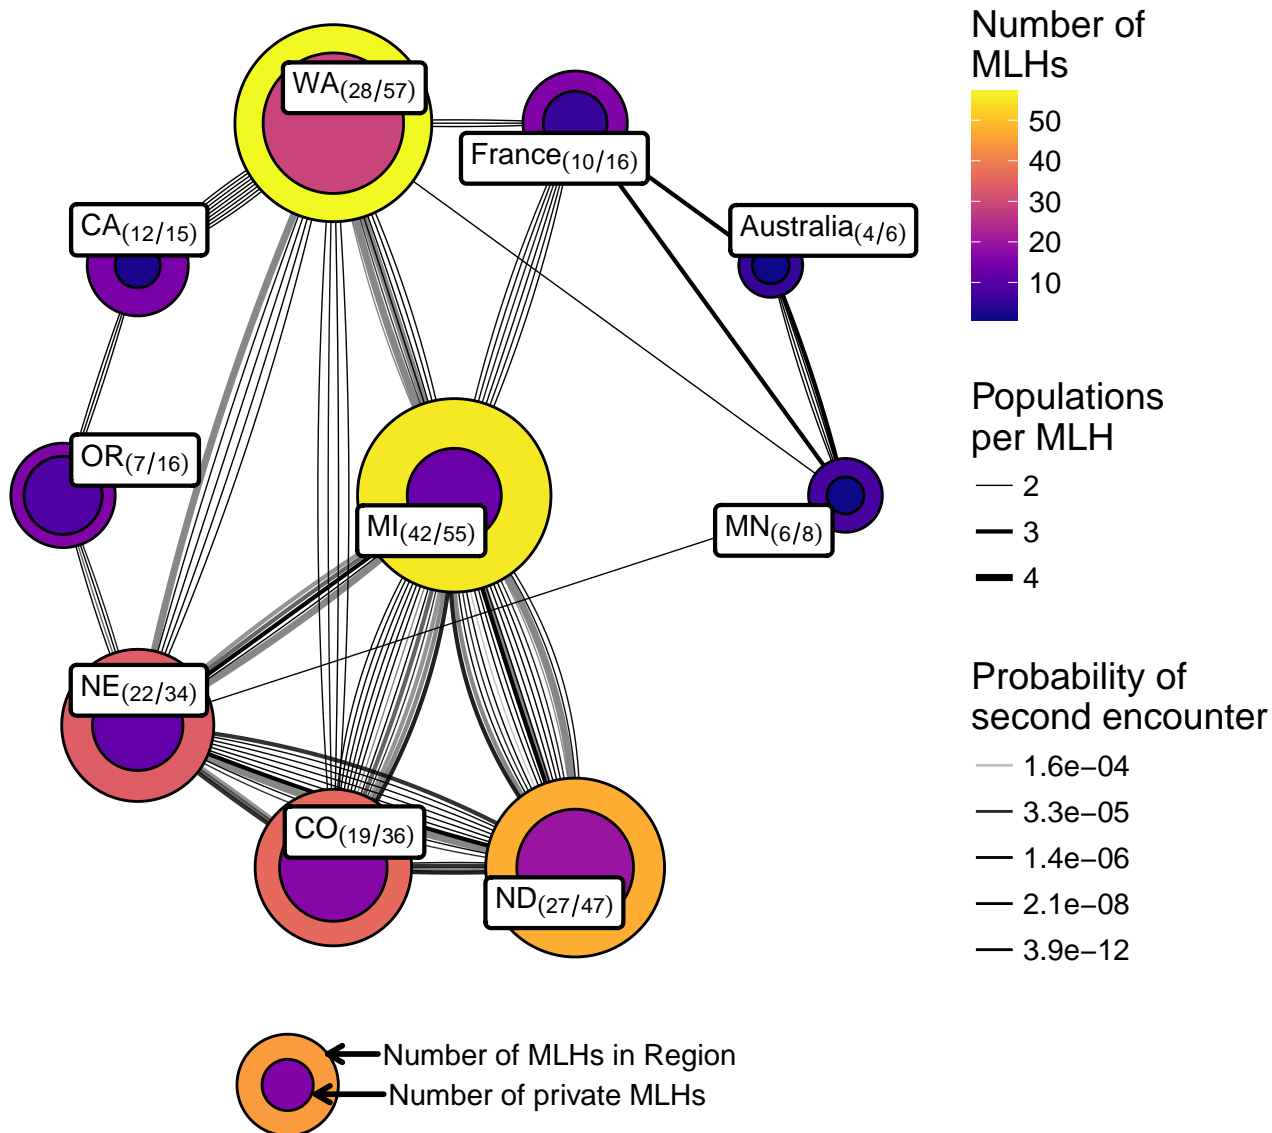 WA(28/57)
France(10/16)
CA(12/15)
Australia(4/6)
OR(7/16)
MI(42/55)
MN(6/8)
NE(22/34)
CO(19/36)
ND(27/47)
Number of
MLHs
50
40
30
20
10
Populations
per MLH
2
3
4
Probability of
second encounter
1.6e−04
3.3e−05
1.4e−06
2.1e−08
3.9e−12
Number of MLHs in Region
Number of private MLHs